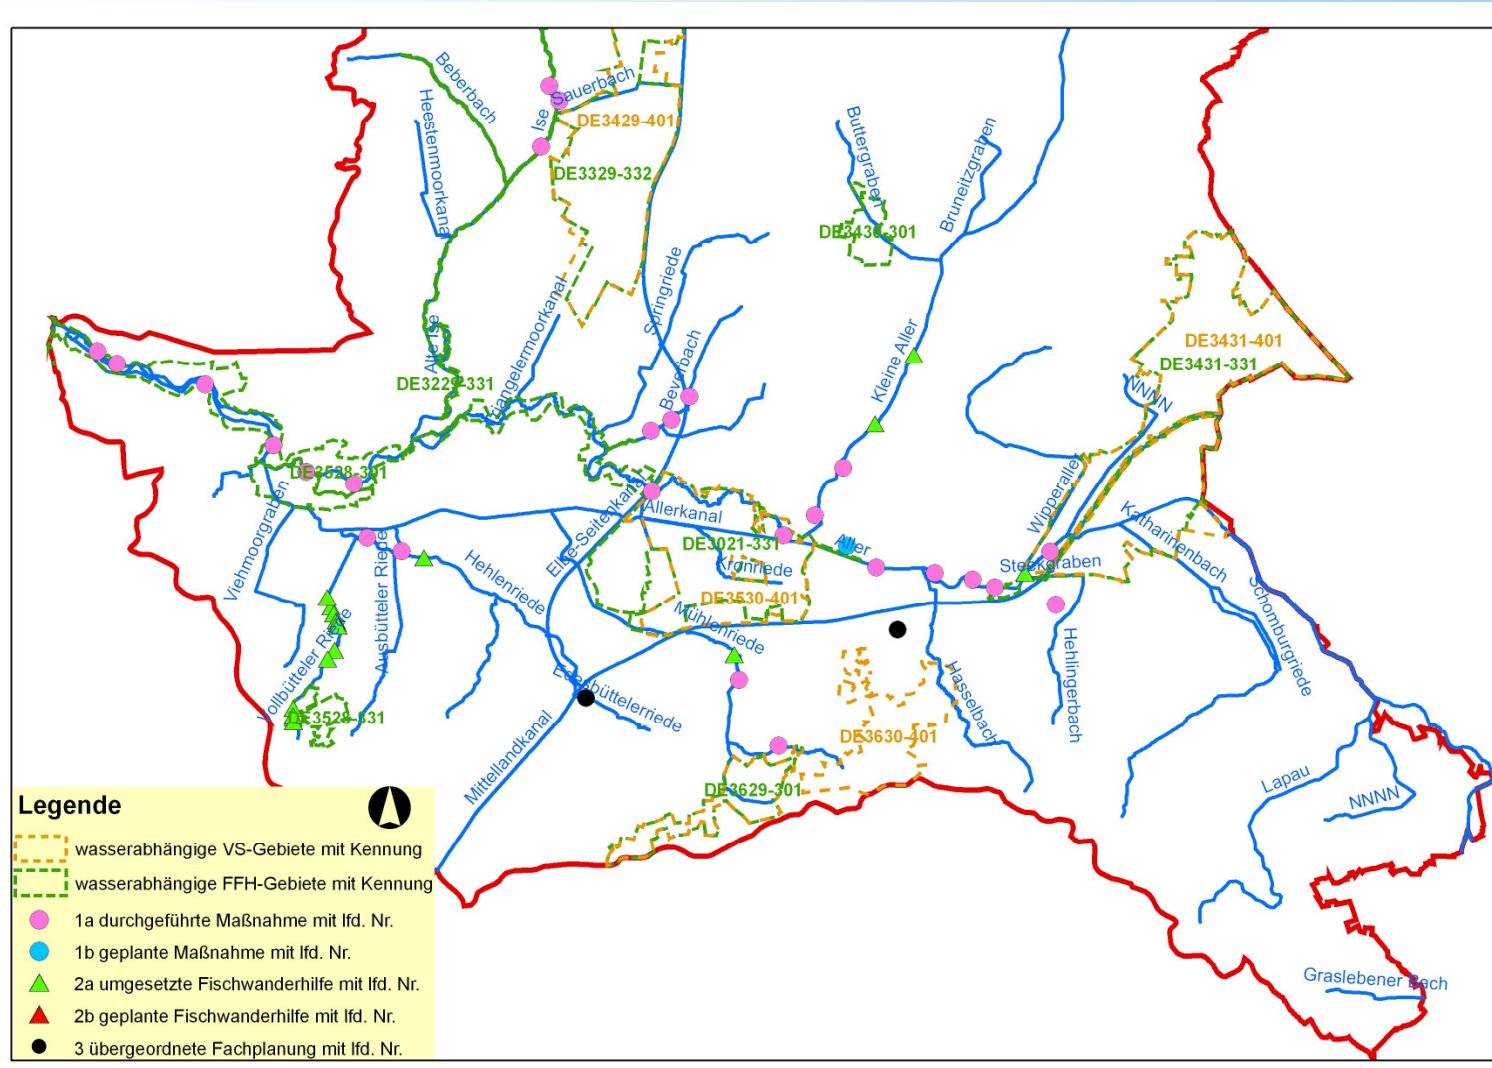 Beberbach
Heestenmoorkanal
Ise
Sauerbach
DE3429-401
DE3329-332
Buttergraben
Bruneitzgraben
DE3430-301
Springriede
Triangelermoorkanal
Alte Ise
DE3229-331
Beverbach
Kleine Aller
DE3431-401
DE3431-331
NNNN
DE3528-301
Viehmoorgraben
Elbe-Seitenkanal
Allerkanal
DE3021-331
Aller
Wipperaller
Katharinenbach
Steekgraben
Kronriede
DE3530-401
Hehlenriede
Ausbütteler Riede
Vollbütteler Riede
Mühlenriede
Schomburgriede
Hehlingerbach
Hasselbach
Edesbüttelerriede
DE3528-331
DE3630-401
Mittellandkanal
DE3629-301
Lapau
NNNN
Graslebener Bach
Legende
wasserabhängige VS-Gebiete mit Kennung
wasserabhängige FFH-Gebiete mit Kennung
1a durchgeführte Maßnahme mit lfd. Nr.
1b geplante Maßnahme mit lfd. Nr.
2a umgesetzte Fischwanderhilfe mit lfd. Nr.
2b geplante Fischwanderhilfe mit lfd. Nr.
3 übergeordnete Fachplanung mit lfd. Nr.